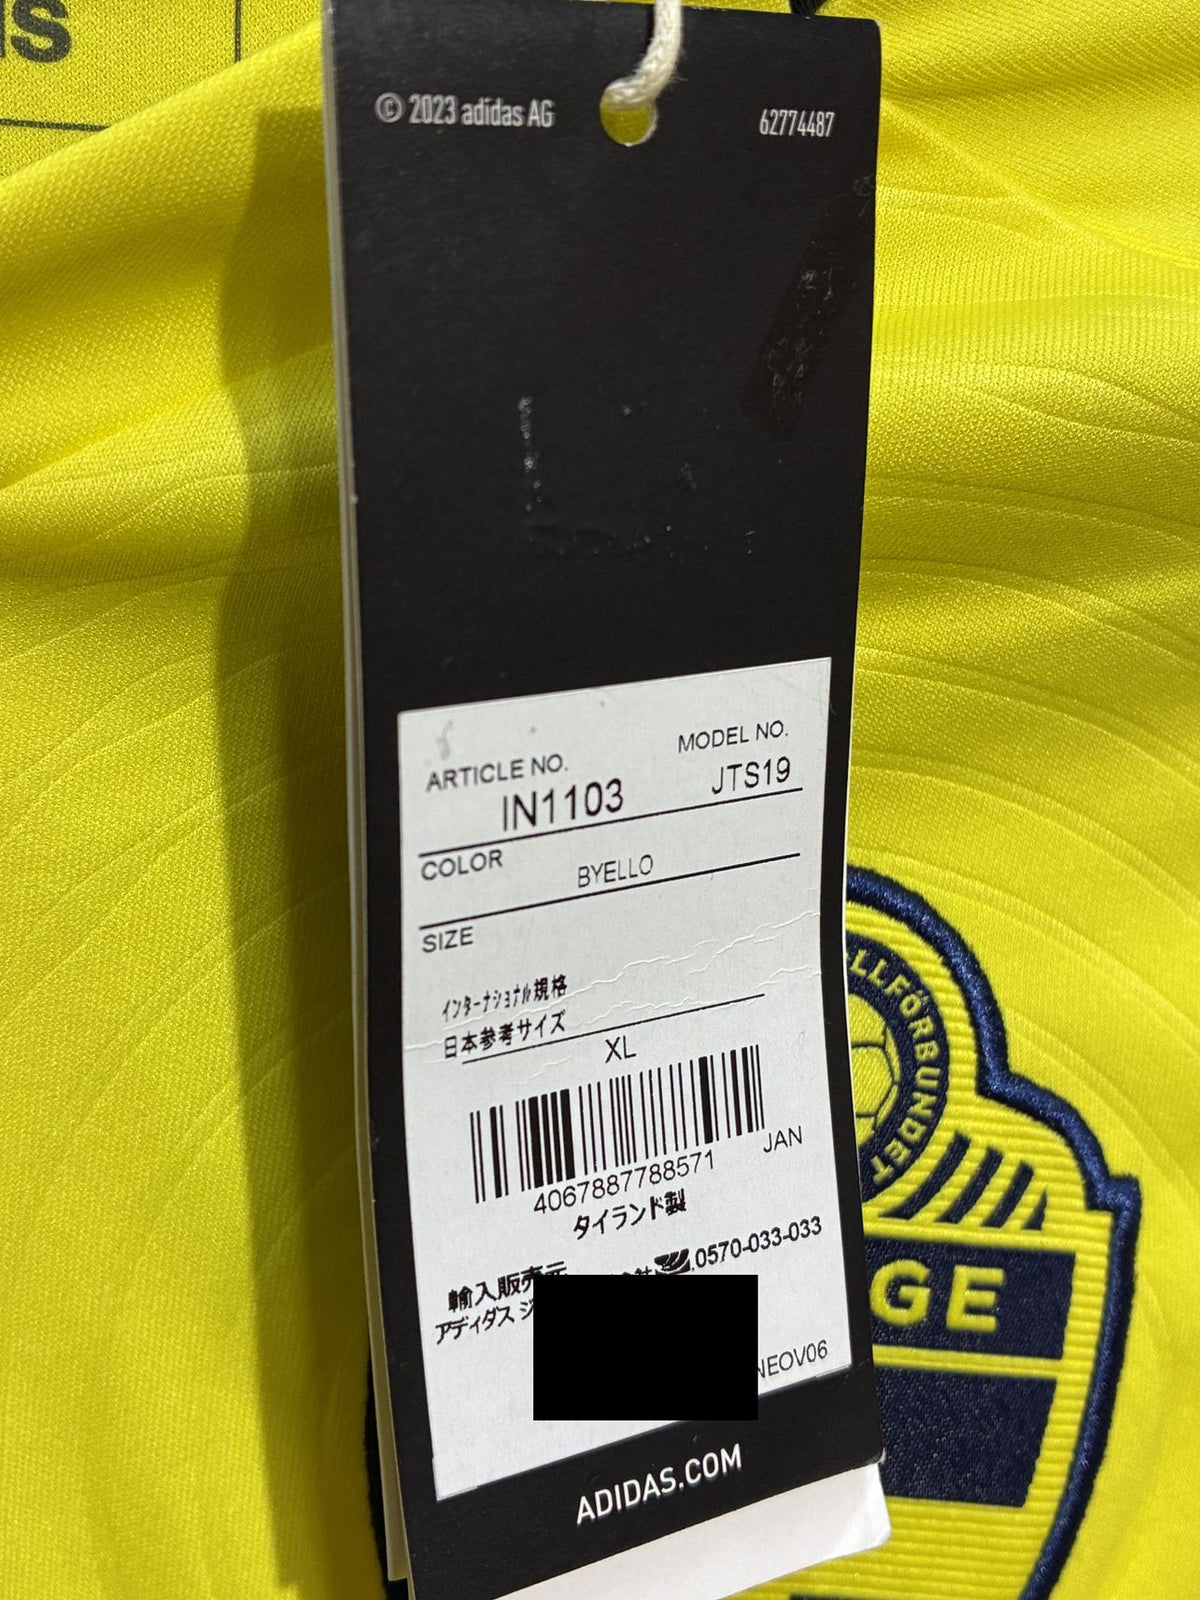 © 2023 adidas AG
62774487
ARTICLE NO.
MODEL NO.
IN1103
JTS19
COLOR
BYELLO
SIZE
インターナショナル規格
日本参考サイズ
XL
JAN
4067887788571
タイランド製
0570-033-033
輸入販売元
アディダス ジ
NEOV06
ADIDAS.COM
LLFÖRBUNDET
GE